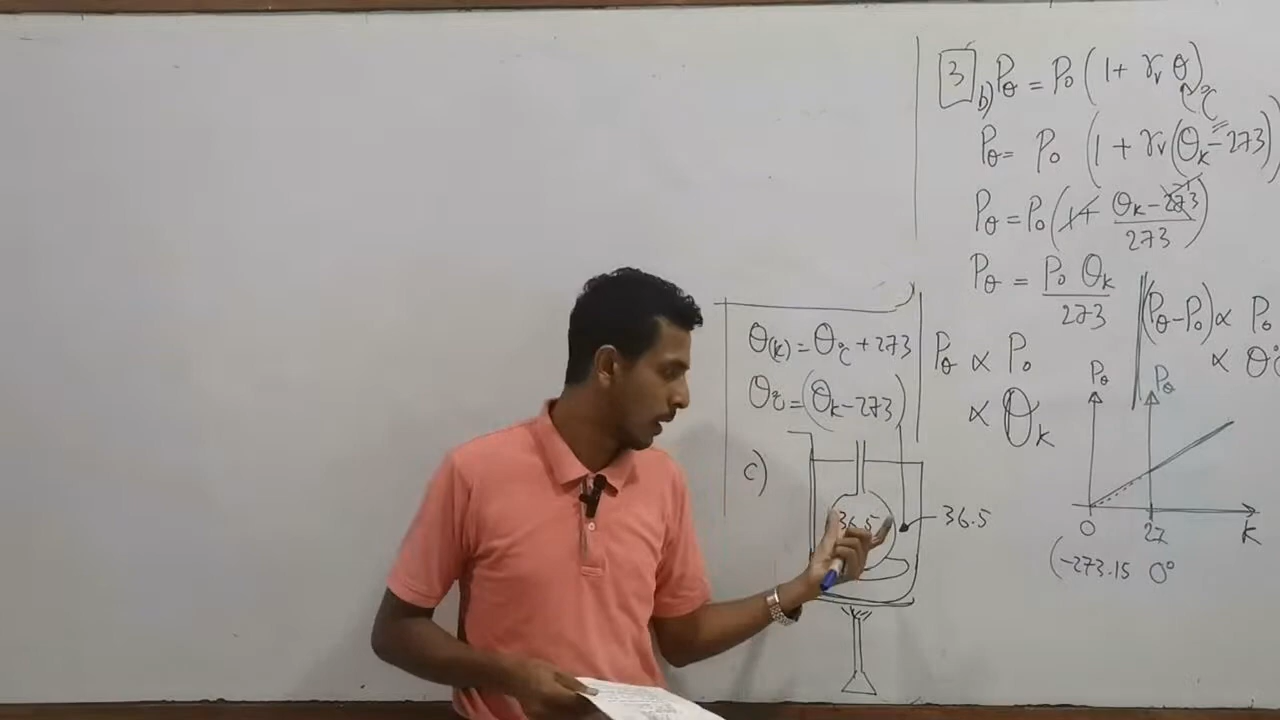 3 b) Pθ = P₀ (1 + γᵥ θ)
°C
Pθ = P₀ (1 + γᵥ (θₖ − 273)
Pθ = P₀ (1 + θₖ − 273 / 273)
Pθ = P₀ θₖ / 273
(Pθ − P₀) ∝ P₀
∝ θ°C
θ(K) = θ°C + 273
θ°C = (θₖ − 273)
Pθ ∝ P₀
∝ θₖ
Pθ
Pθ
c)
36.5
36.5
0
27
K
(−273.15 0°